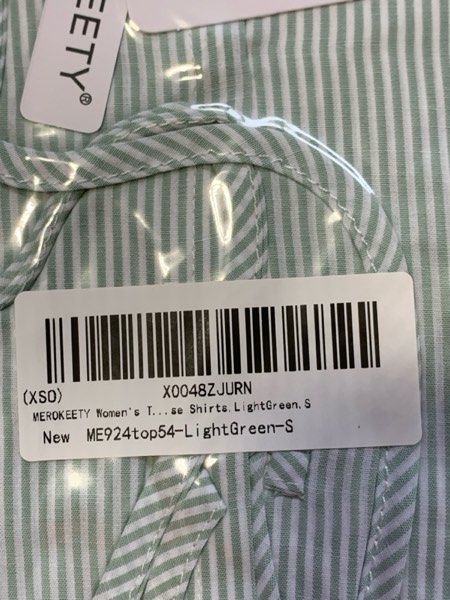 EETY®
(XSO)
X0048ZJURN
MEROKEETY Women's T...se Shirts,LightGreen,S
New ME924top54-LightGreen-S